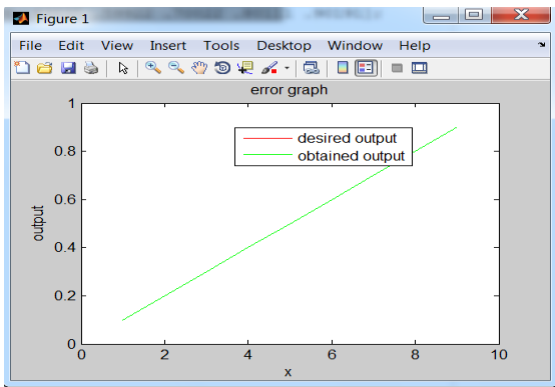 Figure 1
File Edit View Insert Tools Desktop Window Help
error graph
1
0.8
0.6
0.4
0.2
0
output
desired output
obtained output
0 2 4 6 8 10
x